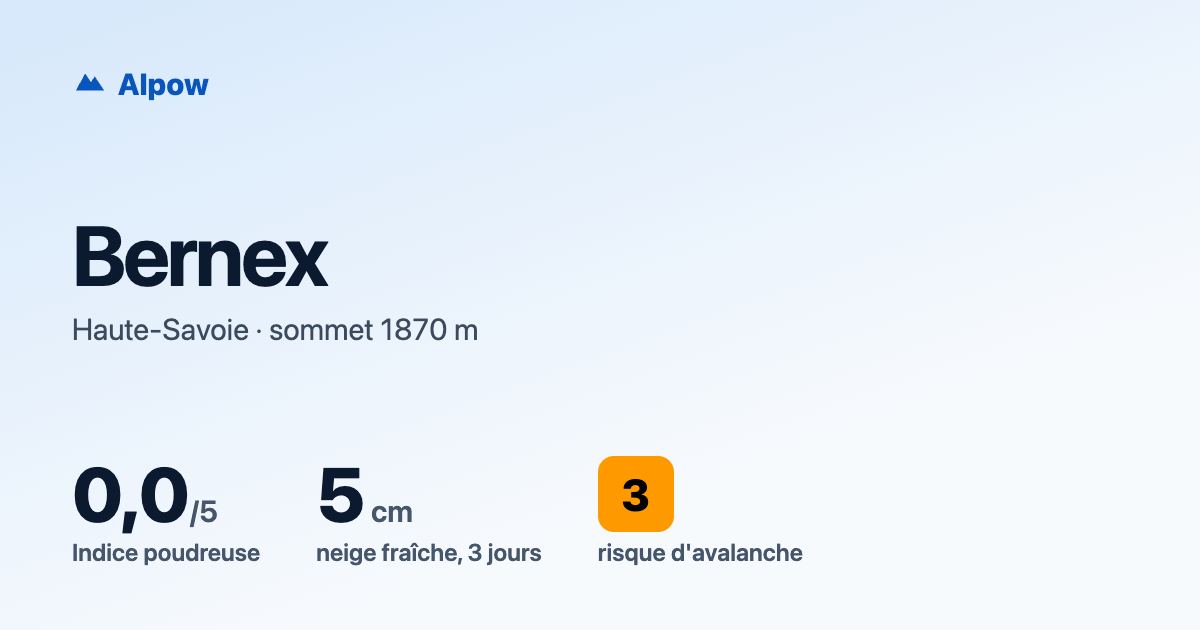 Alpow
Bernex
Haute-Savoie · sommet 1870 m
0,0/5
Indice poudreuse
5 cm
neige fraîche, 3 jours
3
risque d'avalanche